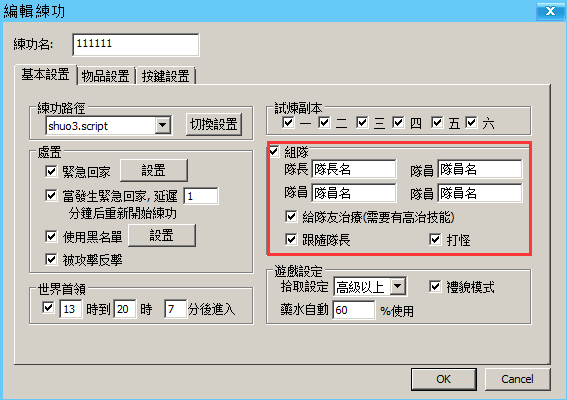 編輯練功
練功名: 111111
基本設置 物品設置 按鍵設置
練功路徑
shuo3.script 切換設置
處置
緊急回家 設置
當發生緊急回家, 延遲 1
分鐘后重新開始練功
使用黑名單 設置
被攻擊反擊
世界首領
13 時到 20 時 7 分後進入
試煉副本
一 二 三 四 五 六
組隊
隊長 隊長名 隊員 隊員名
隊員 隊員名 隊員 隊員名
給隊友治療(需要有高治技能)
跟隨隊長 打怪
遊戲設定
拾取設定 高級以上 禮貌模式
藥水自動 60 %使用
OK Cancel